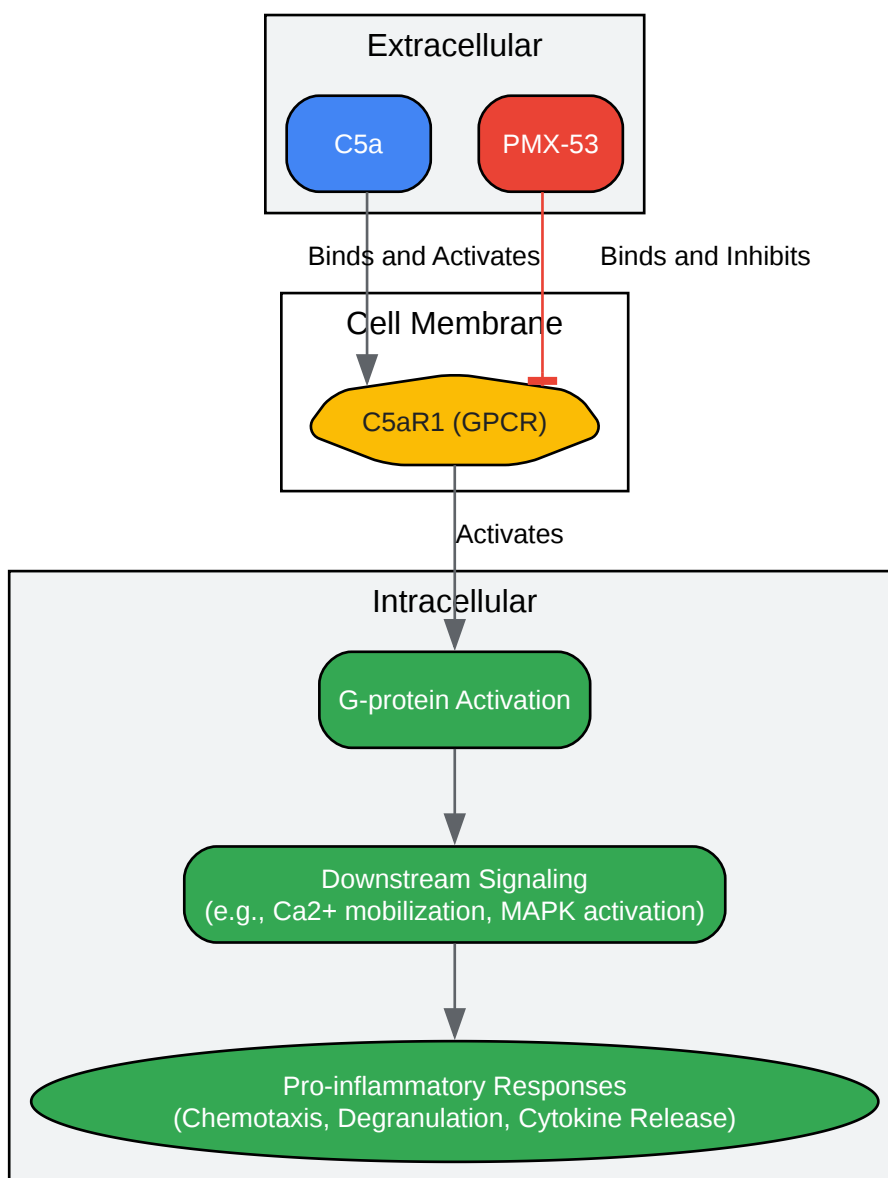 Extracellular
C5a
PMX-53
Binds and Activates
Binds and Inhibits
Cell Membrane
C5aR1 (GPCR)
Activates
Intracellular
G-protein Activation
Downstream Signaling
(e.g., Ca2+ mobilization, MAPK activation)
Pro-inflammatory Responses
(Chemotaxis, Degranulation, Cytokine Release)